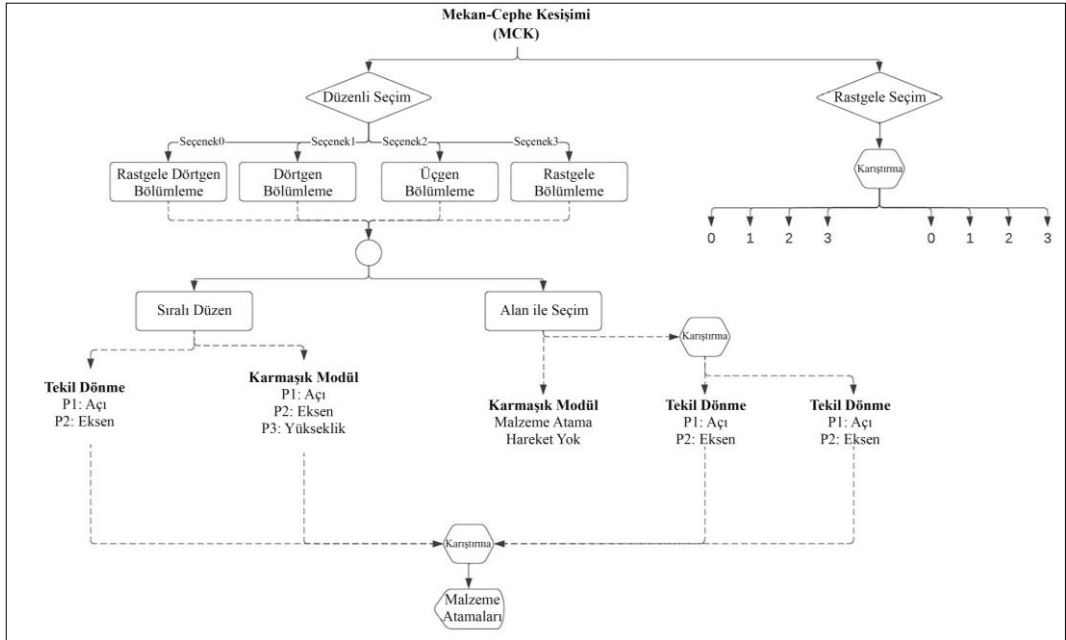 Mekan-Cephe Kesişimi
(MCK)
Düzenli Seçim
Rastgele Seçim
Seçenek0
Seçenek1
Seçenek2
Seçenek3
Rastgele Dörtgen
Bölümleme
Dörtgen
Bölümleme
Üçgen
Bölümleme
Rastgele
Bölümleme
Karıştırma
0 1 2 3 0 1 2 3
Sıralı Düzen
Alan ile Seçim
Karıştırma
Tekil Dönme
P1: Açı
P2: Eksen
Karmaşık Modül
P1: Açı
P2: Eksen
P3: Yükseklik
Karmaşık Modül
Malzeme Atama
Hareket Yok
Tekil Dönme
P1: Açı
P2: Eksen
Tekil Dönme
P1: Açı
P2: Eksen
Karıştırma
Malzeme
Atamaları